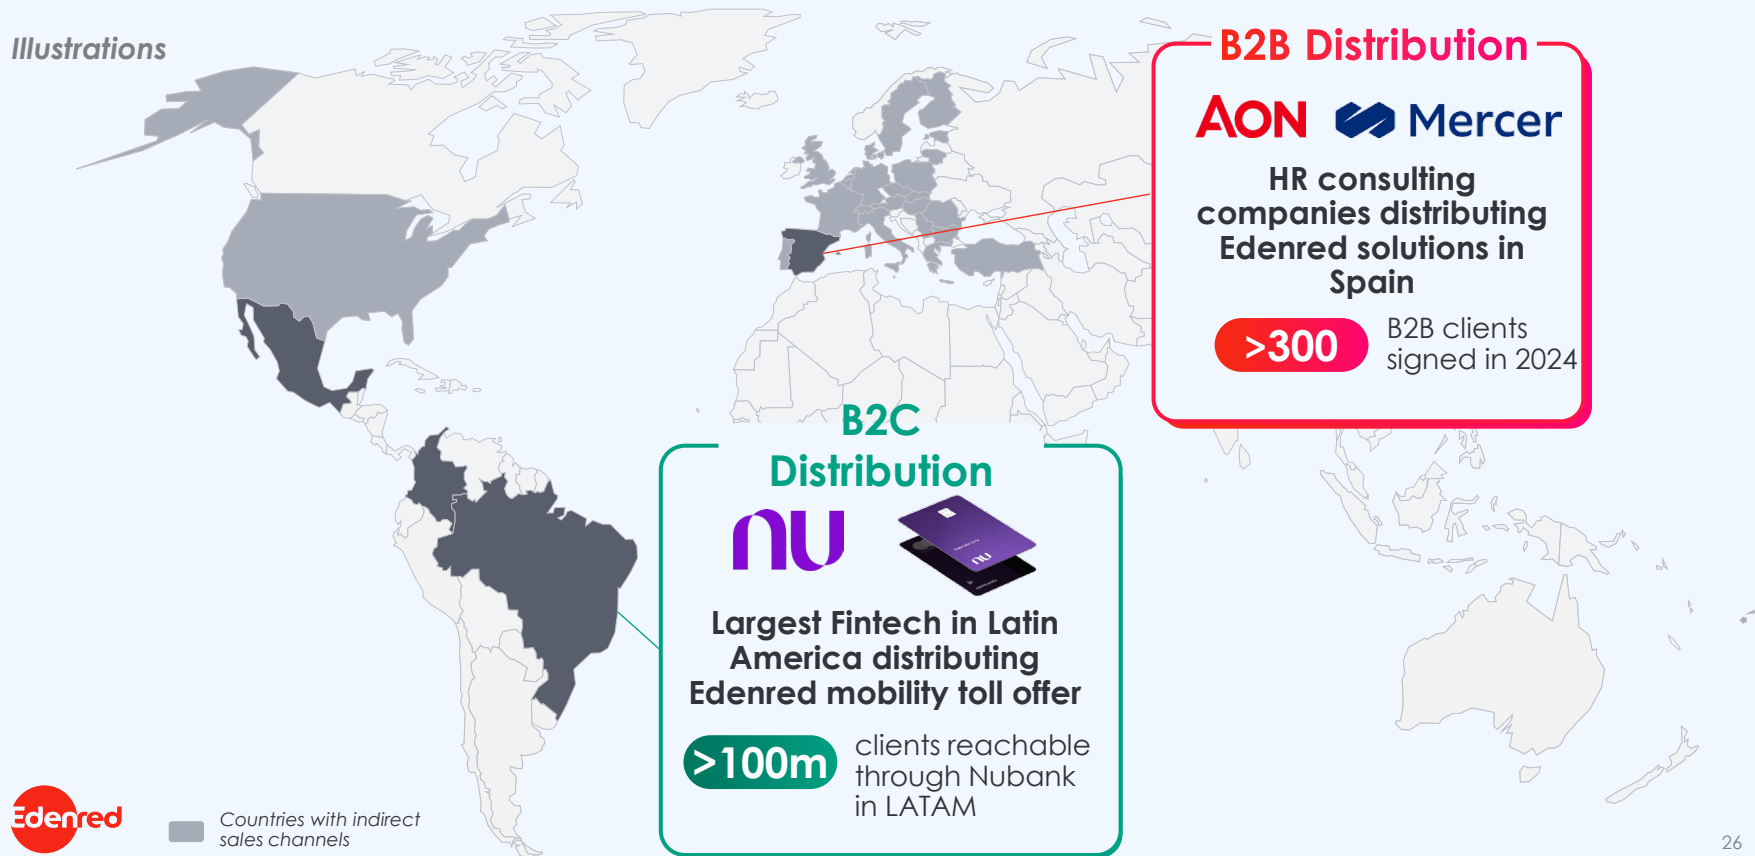 Illustrations
B2B Distribution
AON Mercer
HR consulting
companies distributing
Edenred solutions in
Spain
>300
B2B clients
signed in 2024
B2C
Distribution
nu
nu
Largest Fintech in Latin
America distributing
Edenred mobility toll offer
>100m
clients reachable
through Nubank
in LATAM
Edenred
Countries with indirect
sales channels
26